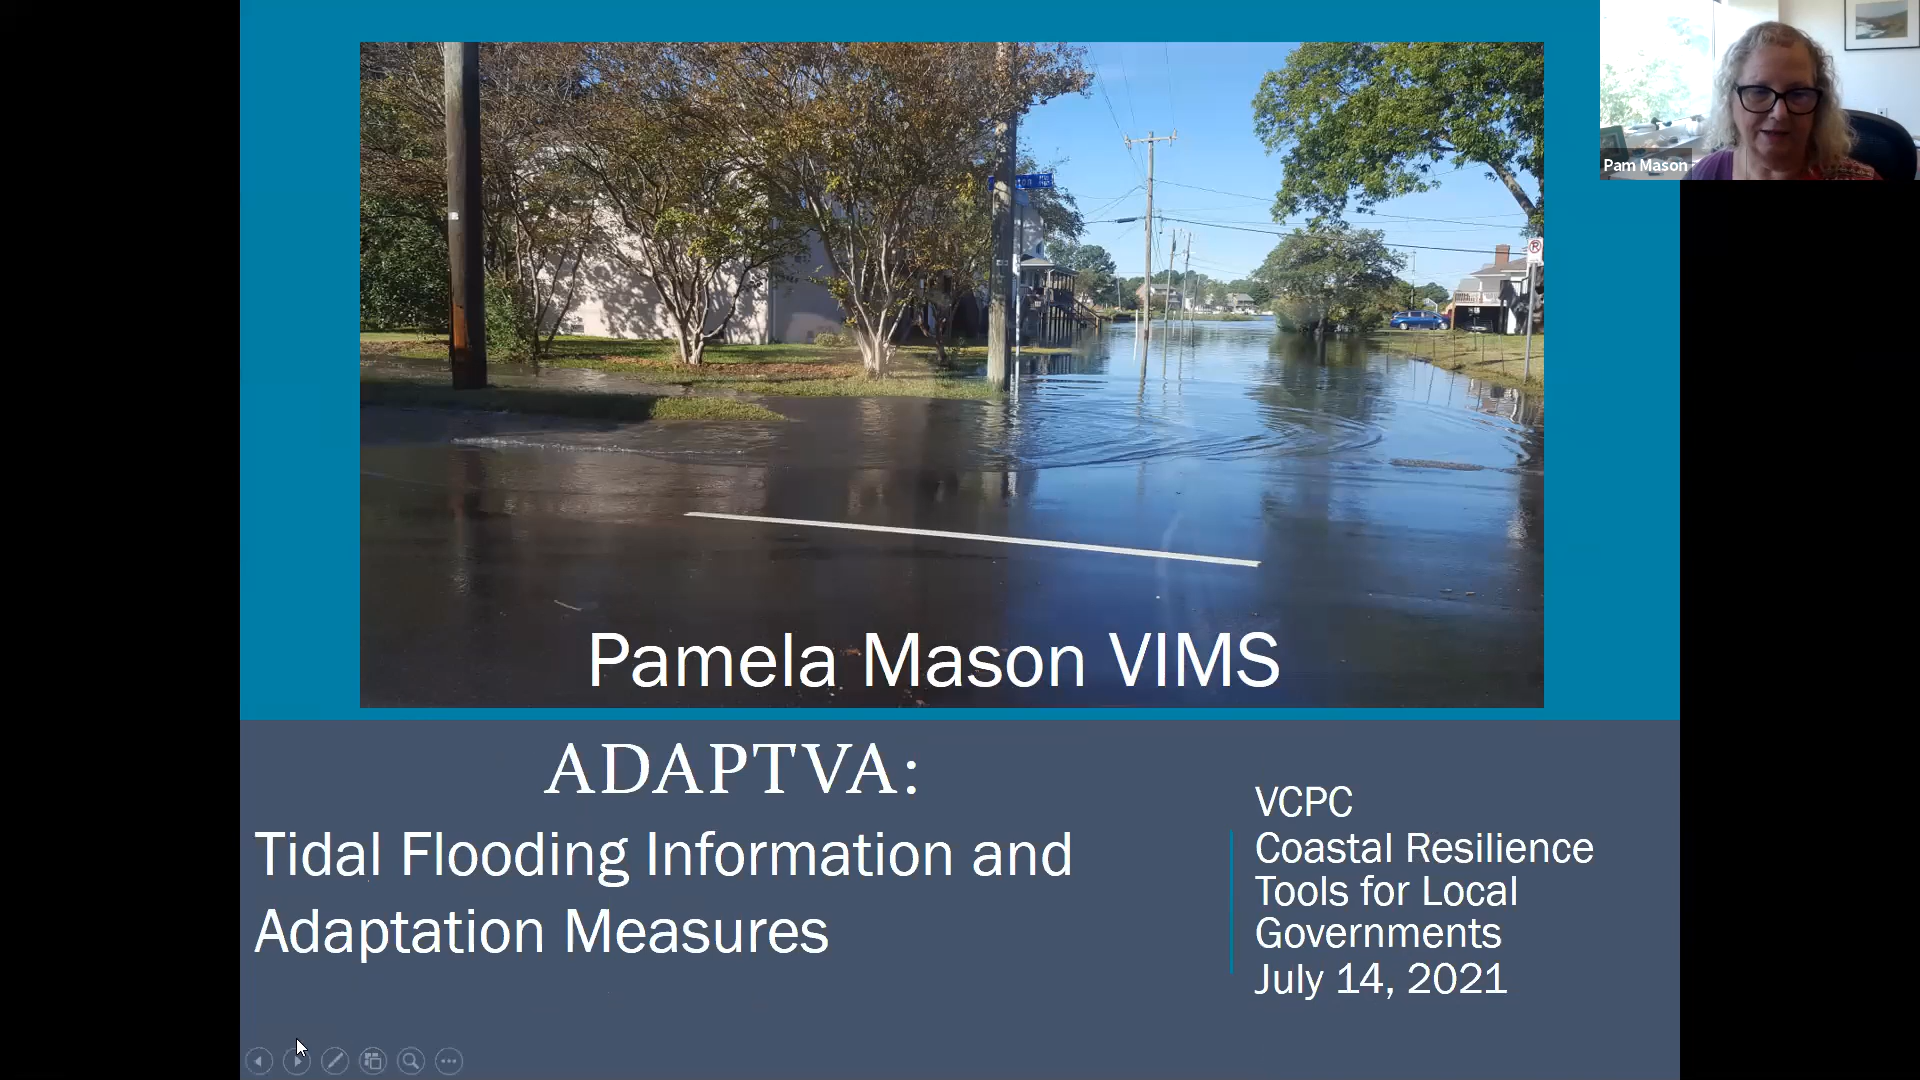 Pam Mason
Pamela Mason VIMS
ADAPTVA:
Tidal Flooding Information and
Adaptation Measures
VCPC
Coastal Resilience
Tools for Local
Governments
July 14, 2021